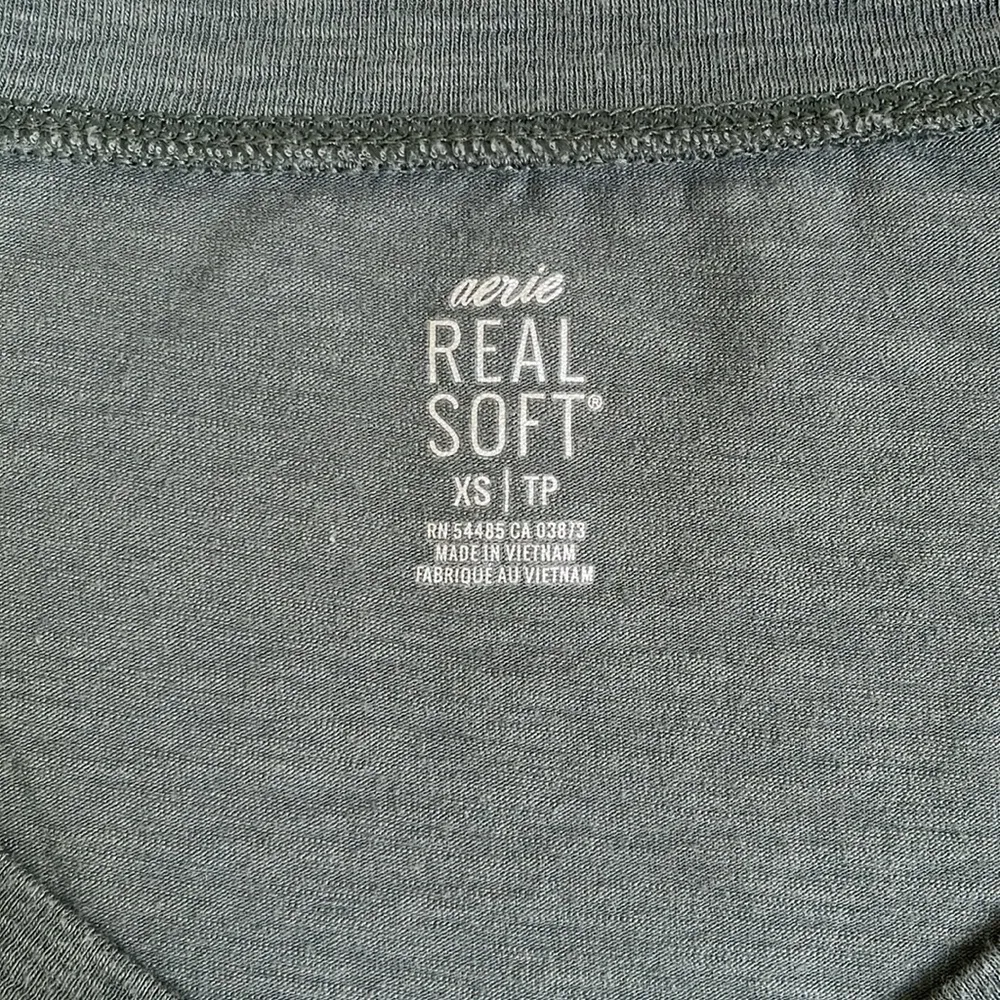 aerie
REAL
SOFT®
XS | TP
RN 54485 CA 03873
MADE IN VIETNAM
FABRIQUÉ AU VIETNAM